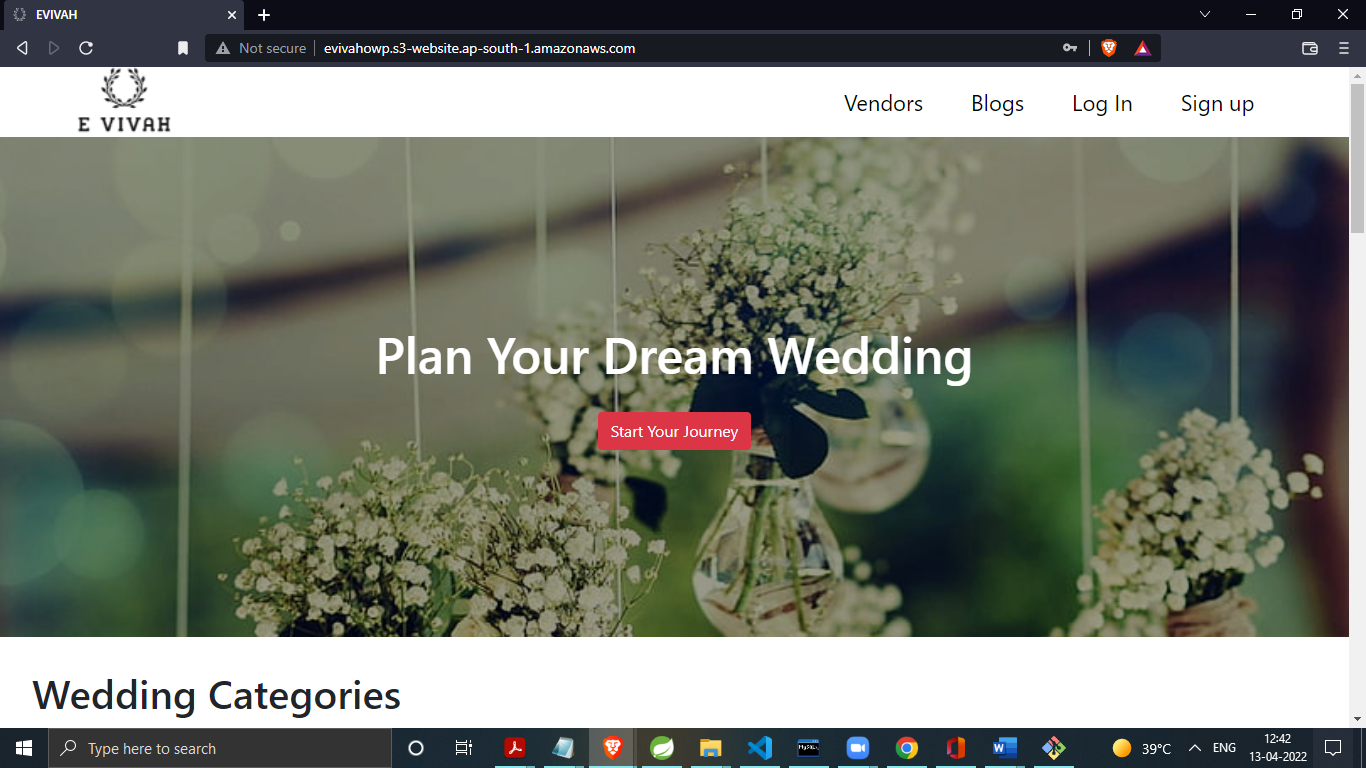 EVIVAH
Not secure
evivahowp.s3-website.ap-south-1.amazonaws.com
E VIVAH
Vendors
Blogs
Log In
Sign up
Plan Your Dream Wedding
Start Your Journey
Wedding Categories
Type here to search
MySQL
39°C
ENG
12:42
13-04-2022